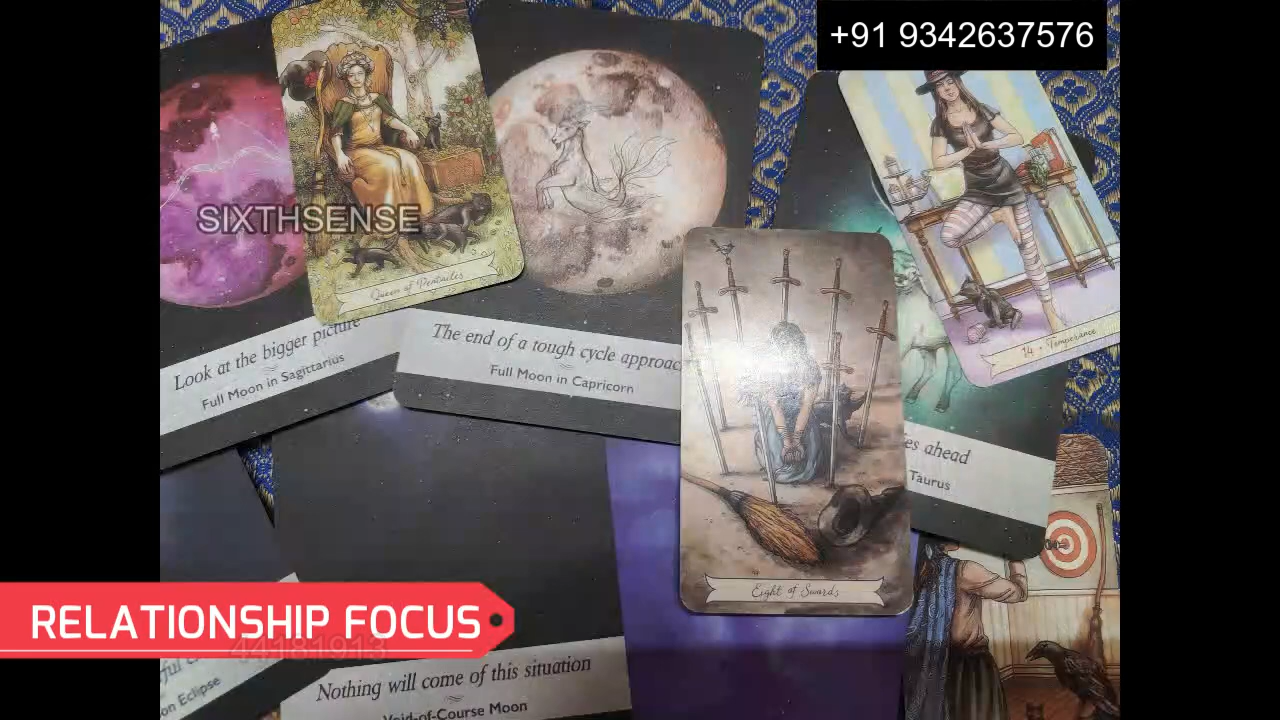 +91 9342637576
SIXTHSENSE
Queen of Pentacles
Look at the bigger picture
Full Moon in Sagittarius
The end of a tough cycle approac
Full Moon in Capricorn
14 • Temperance
es ahead
Taurus
Eight of Swords
RELATIONSHIP FOCUS
44181913
on Eclipse
Nothing will come of this situation
Void-of-Course Moon